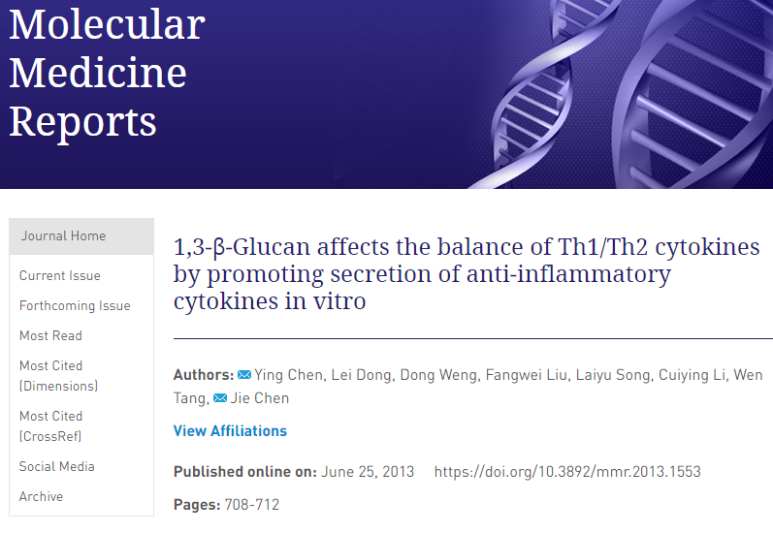 Molecular
Medicine
Reports
Journal Home
Current Issue
Forthcoming Issue
Most Read
Most Cited
(Dimensions)
Most Cited
(CrossRef)
Social Media
Archive
1,3-β-Glucan affects the balance of Th1/Th2 cytokines
by promoting secretion of anti-inflammatory
cytokines in vitro
Authors: Ying Chen, Lei Dong, Dong Weng, Fangwei Liu, Laiyu Song, Cuiying Li, Wen
Tang, Jie Chen
View Affiliations
Published online on: June 25, 2013 https://doi.org/10.3892/mmr.2013.1553
Pages: 708-712